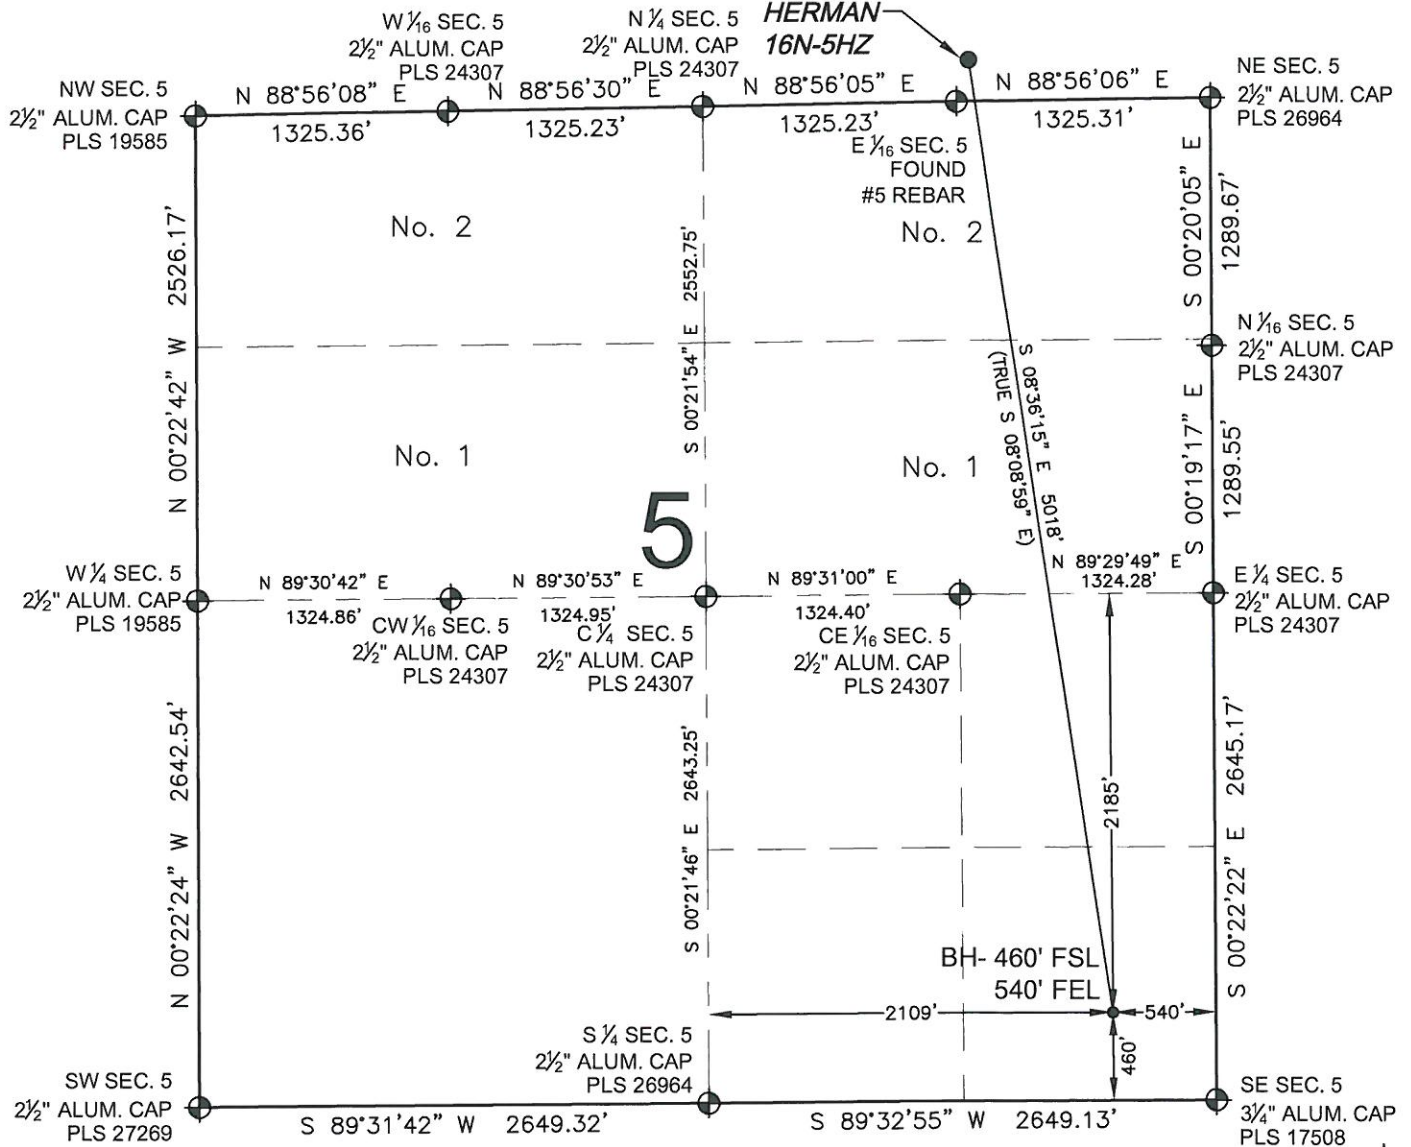 HERMAN
16N-5HZ
W 1/16 SEC. 5
2½" ALUM. CAP
PLS 24307
N ¼ SEC. 5
2½" ALUM. CAP
PLS 24307
NW SEC. 5
2½" ALUM. CAP
PLS 19585
N 88°56'08" E
1325.36'
N 88°56'30" E
1325.23'
N 88°56'05" E
1325.23'
N 88°56'06" E
1325.31'
NE SEC. 5
2½" ALUM. CAP
PLS 26964
E 1/16 SEC. 5
FOUND
#5 REBAR
No. 2
No. 2
N 00°22'42" W 2526.17'
S 00°21'54" E 2552.75'
S 00°20'05" E
1289.67'
N 1/16 SEC. 5
2½" ALUM. CAP
PLS 24307
S 08°36'15" E 5018'
(TRUE S 08°08'59" E)
No. 1
No. 1
S 00°19'17" E
1289.55'
5
W ¼ SEC. 5
2½" ALUM. CAP
PLS 19585
N 89°30'42" E
1324.86'
N 89°30'53" E
1324.95'
N 89°31'00" E
1324.40'
N 89°29'49" E
1324.28'
E ¼ SEC. 5
2½" ALUM. CAP
PLS 24307
CW 1/16 SEC. 5
2½" ALUM. CAP
PLS 24307
C ¼ SEC. 5
2½" ALUM. CAP
PLS 24307
CE 1/16 SEC. 5
2½" ALUM. CAP
PLS 24307
N 00°22'24" W 2642.54'
S 00°21'46" E 2643.25'
2185'
S 00°22'22" E 2645.17'
BH- 460' FSL
540' FEL
2109'
540'
460'
S ¼ SEC. 5
2½" ALUM. CAP
PLS 26964
SW SEC. 5
2½" ALUM. CAP
PLS 27269
S 89°31'42" W 2649.32'
S 89°32'55" W 2649.13'
SE SEC. 5
3¼" ALUM. CAP
PLS 17508